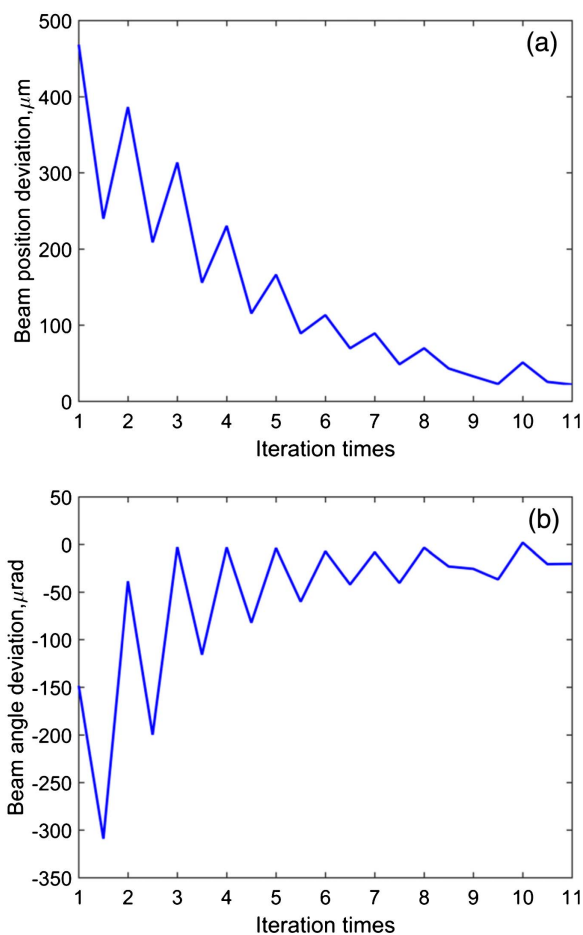 (a)
Beam position deviation,μm
500
400
300
200
100
0
1 2 3 4 5 6 7 8 9 10 11
Iteration times
(b)
Beam angle deviation,μrad
50
0
-50
-100
-150
-200
-250
-300
-350
1 2 3 4 5 6 7 8 9 10 11
Iteration times